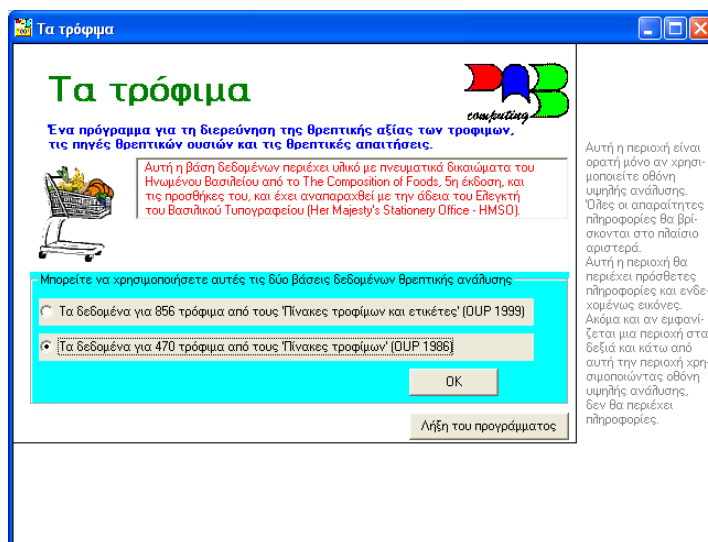 Τα τρόφιμα
Τα τρόφιμα
computing
Ένα πρόγραμμα για τη διερεύνηση της θρεπτικής αξίας των τροφιμων,
τις πηγές θρεπτικών ουσιών και τις θρεπτικές απαιτήσεις.
Αυτή η βάση δεδομένων περιέχει υλικό με πνευματικά δικαιώματα του
Ηνωμένου Βασιλείου από το The Composition of Foods, 5η έκδοση, και
τις προσθήκες του, και έχει αναπαραχθεί με την άδεια του Ελεγκτή
του Βασιλικού Τυπογραφείου (Her Majesty's Stationery Office - HMSO).
Μπορείτε να χρησιμοποιήσετε αυτές τις δύο βάσεις δεδομένων θρεπτικής ανάλυσης
Τα δεδομένα για 856 τρόφιμα από τους 'Πίνακες τροφίμων και ετικέτες' (OUP 1999)
Τα δεδομένα για 470 τρόφιμα από τους 'Πίνακες τροφίμων' (OUP 1986)
OK
Λήξη του προγράμματος
Αυτή η περιοχή είναι
ορατή μόνο αν χρησι-
μοποιείτε οθόνη
υψηλής ανάλυσης.
Όλες οι απαραίτητες
πληροφορίες θα βρί-
σκονται στο πλαίσιο
αριστερά.
Αυτή η περιοχή θα
περιέχει πρόσθετες
πληροφορίες και ενδε-
χομένως εικόνες.
Ακόμα και αν εμφανί-
ζεται μια περιοχή στα
δεξιά και κάτω από
αυτή την περιοχή χρη-
σιμοποιώντας οθόνη
υψηλής ανάλυσης,
δεν θα περιέχει
πληροφορίες.